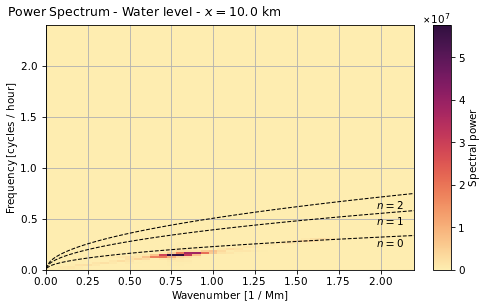 Power Spectrum - Water level - x = 10.0 km
×10⁷
Frequency [cycles / hour]
2.0
1.5
1.0
0.5
0.0
n = 2
n = 1
n = 0
0.00 0.25 0.50 0.75 1.00 1.25 1.50 1.75 2.00
Wavenumber [1 / Mm]
5
4
3
2
1
0
Spectral power